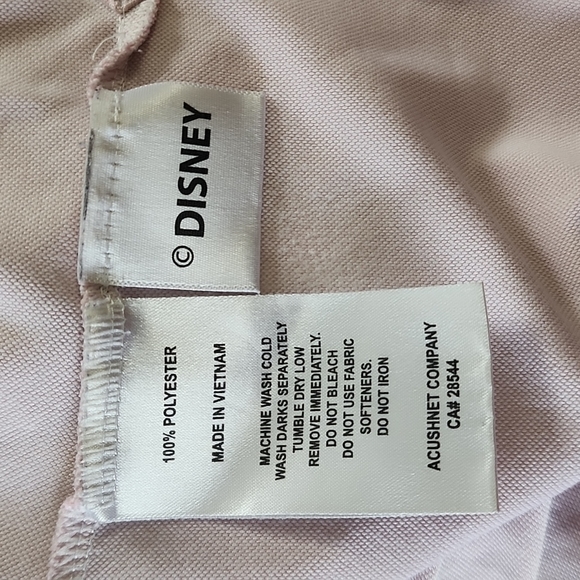 © DISNEY
100% POLYESTER
MADE IN VIETNAM
MACHINE WASH COLD
WASH DARKS SEPARATELY
TUMBLE DRY LOW
REMOVE IMMEDIATELY.
DO NOT BLEACH
DO NOT USE FABRIC
SOFTENERS.
DO NOT IRON
ACUSHNET COMPANY
CA# 28544